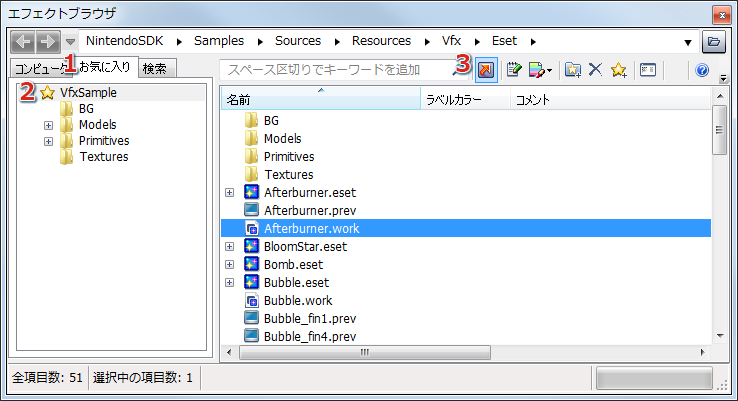 エフェクトブラウザ
NintendoSDK Samples Sources Resources Vfx Eset
コンピュータ 1 お気に入り 検索
スペース区切りでキーワードを追加 3
2 VfxSample
BG
Models
Primitives
Textures
名前 ラベルカラー コメント
BG
Models
Primitives
Textures
Afterburner.eset
Afterburner.prev
Afterburner.work
BloomStar.eset
Bomb.eset
Bubble.eset
Bubble.work
Bubble_fin1.prev
Bubble_fin4.prev
全項目数: 51 選択中の項目数: 1